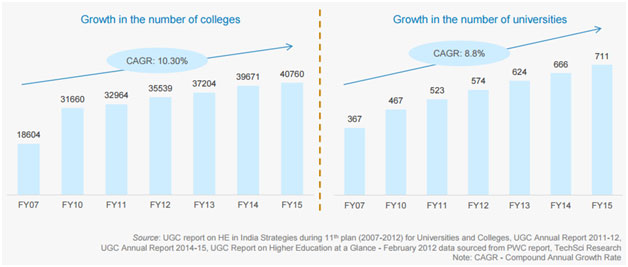 Growth in the number of colleges
CAGR: 10.30%
18604
31660
32964
35539
37204
39671
40760
FY07 FY10 FY11 FY12 FY13 FY14 FY15
Growth in the number of universities
CAGR: 8.8%
367
467
523
574
624
666
711
FY07 FY10 FY11 FY12 FY13 FY14 FY15
Source: UGC report on HE in India Strategies during 11th plan (2007-2012) for Universities and Colleges, UGC Annual Report 2011-12,
UGC Annual Report 2014-15, UGC Report on Higher Education at a Glance - February 2012 data sourced from PWC report, TechSci Research
Note: CAGR - Compound Annual Growth Rate